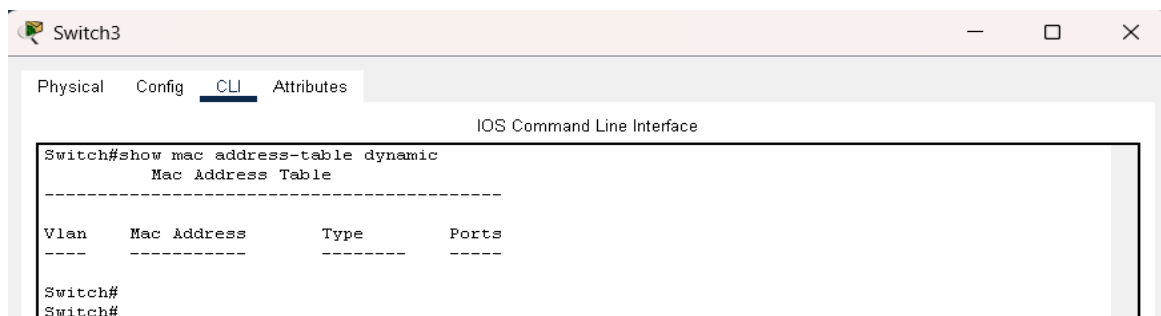 Switch3
Physical Config CLI Attributes
IOS Command Line Interface
Switch#show mac address-table dynamic
Mac Address Table
-------------------------------------------
Vlan Mac Address Type Ports
---- ----------- -------- -----
Switch#
Switch#